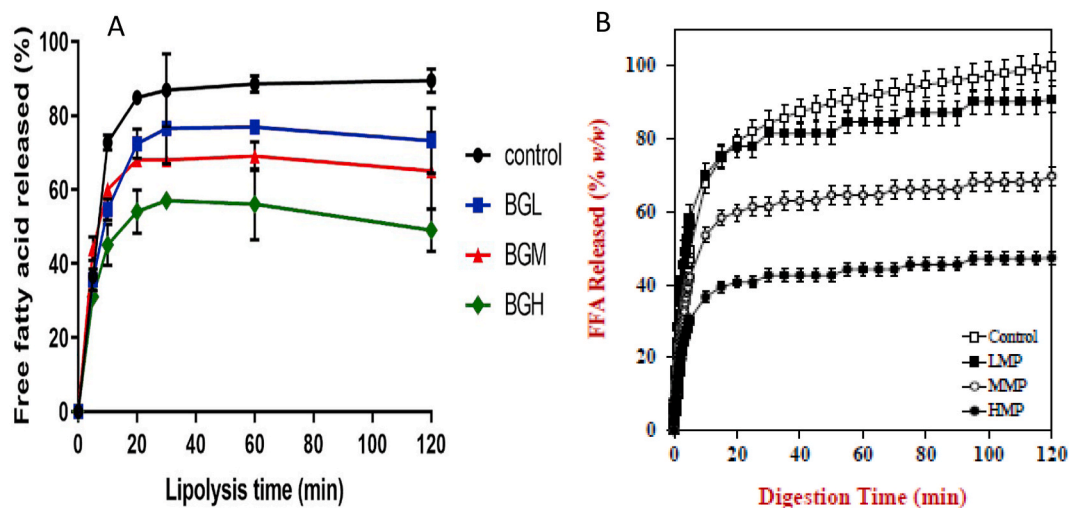 A
Free fatty acid released (%)
100
80
60
40
20
0
0 20 40 60 80 100 120
Lipolysis time (min)
control
BGL
BGM
BGH
B
FFA Released (% w/w)
100
80
60
40
20
0
0 20 40 60 80 100 120
Digestion Time (min)
Control
LMP
MMP
HMP